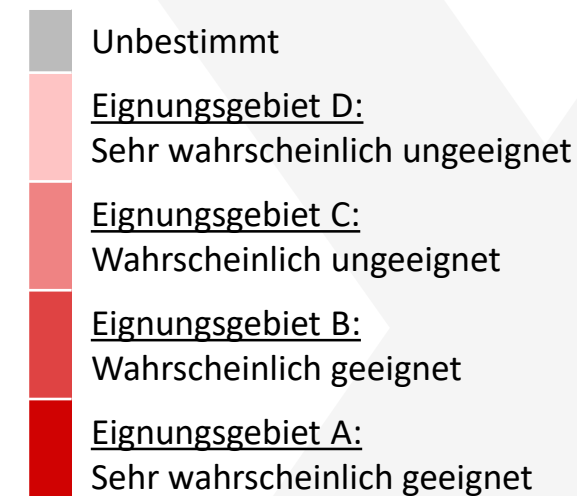 Unbestimmt
Eignungsgebiet D:
Sehr wahrscheinlich ungeeignet
Eignungsgebiet C:
Wahrscheinlich ungeeignet
Eignungsgebiet B:
Wahrscheinlich geeignet
Eignungsgebiet A:
Sehr wahrscheinlich geeignet